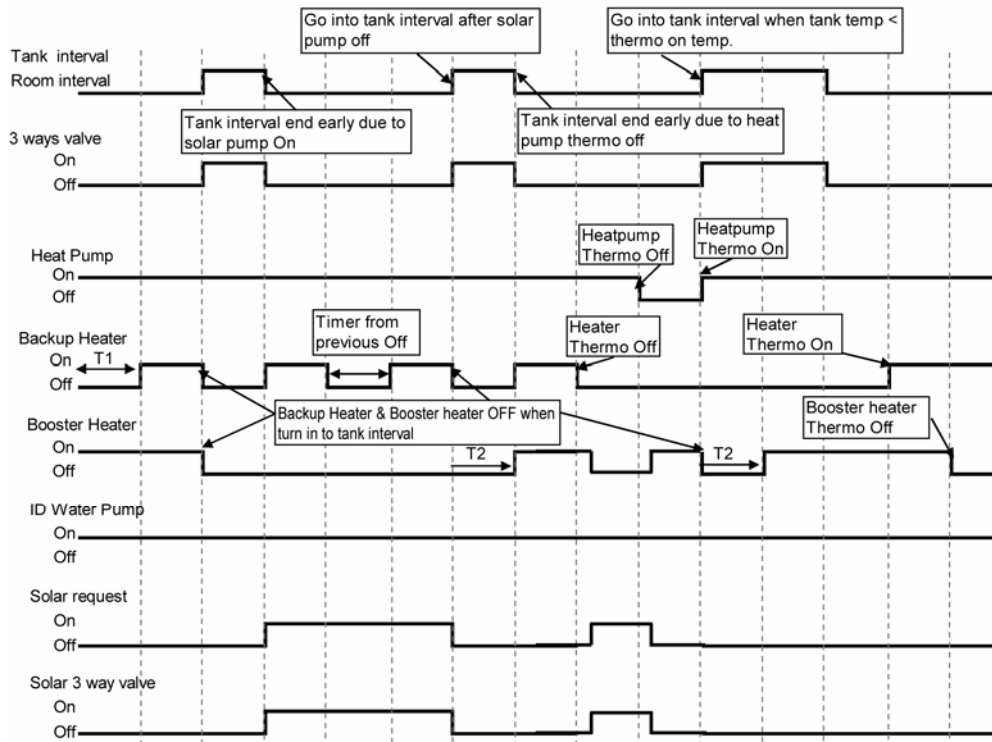 Go into tank interval after solar
pump off
Go into tank interval when tank temp <
thermo on temp.
Tank interval
Room interval
Tank interval end early due to
solar pump On
Tank interval end early due to heat
pump thermo off
3 ways valve
On
Off
Heat Pump
On
Off
Heatpump
Thermo Off
Heatpump
Thermo On
Backup Heater
On
Off
T1
Timer from
previous Off
Heater
Thermo Off
Heater
Thermo On
Backup Heater & Booster heater OFF when
turn in to tank interval
Booster Heater
On
Off
T2
T2
Booster heater
Thermo Off
ID Water Pump
On
Off
Solar request
On
Off
Solar 3 way valve
On
Off